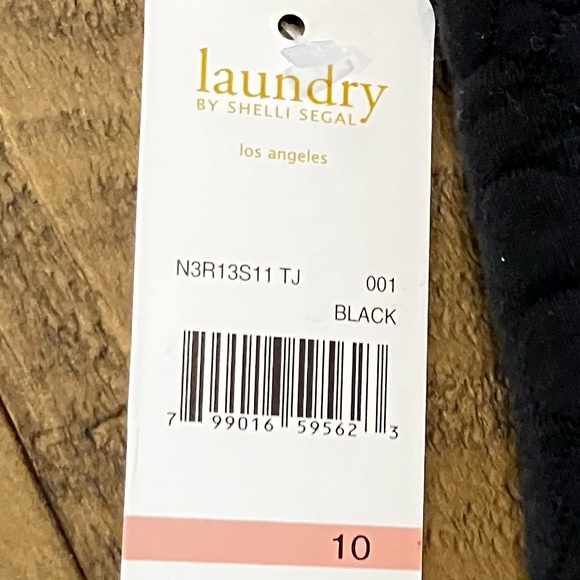 laundry
BY SHELLI SEGAL
los angeles
N3R13S11 TJ 001
BLACK
7 99016 59562 3
10